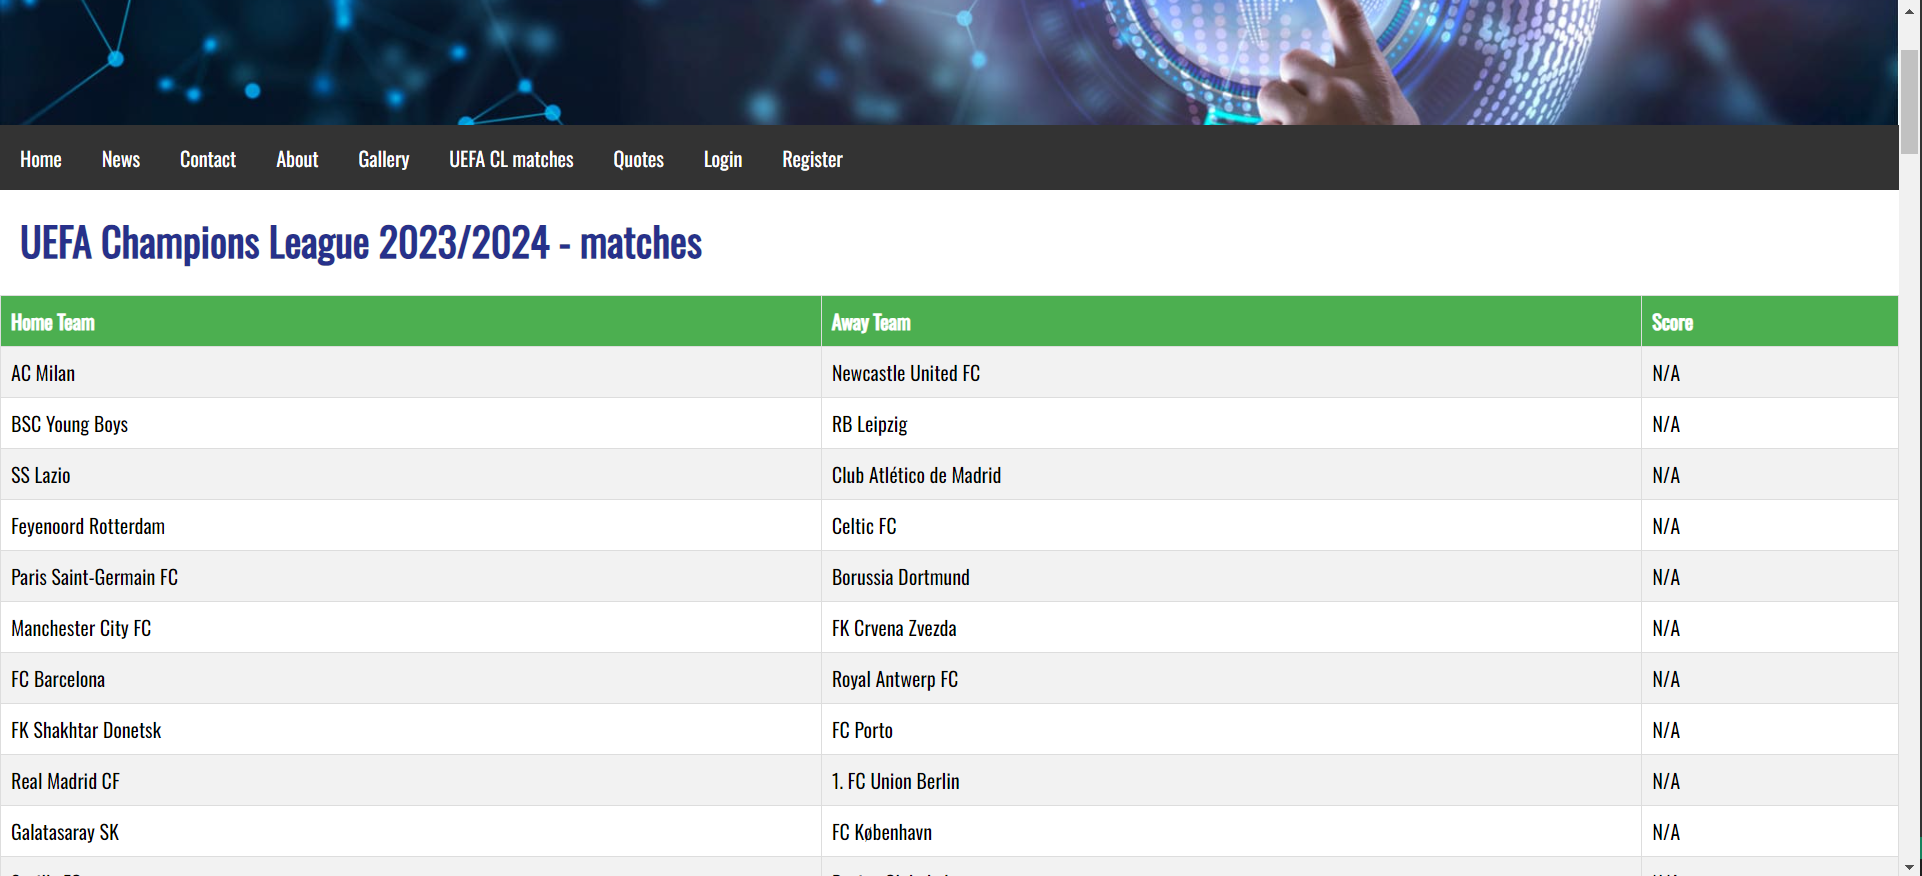 Home News Contact About Gallery UEFA CL matches Quotes Login Register
UEFA Champions League 2023/2024 - matches
Home Team Away Team Score
AC Milan Newcastle United FC N/A
BSC Young Boys RB Leipzig N/A
SS Lazio Club Atlético de Madrid N/A
Feyenoord Rotterdam Celtic FC N/A
Paris Saint-Germain FC Borussia Dortmund N/A
Manchester City FC FK Crvena Zvezda N/A
FC Barcelona Royal Antwerp FC N/A
FK Shakhtar Donetsk FC Porto N/A
Real Madrid CF 1. FC Union Berlin N/A
Galatasaray SK FC København N/A